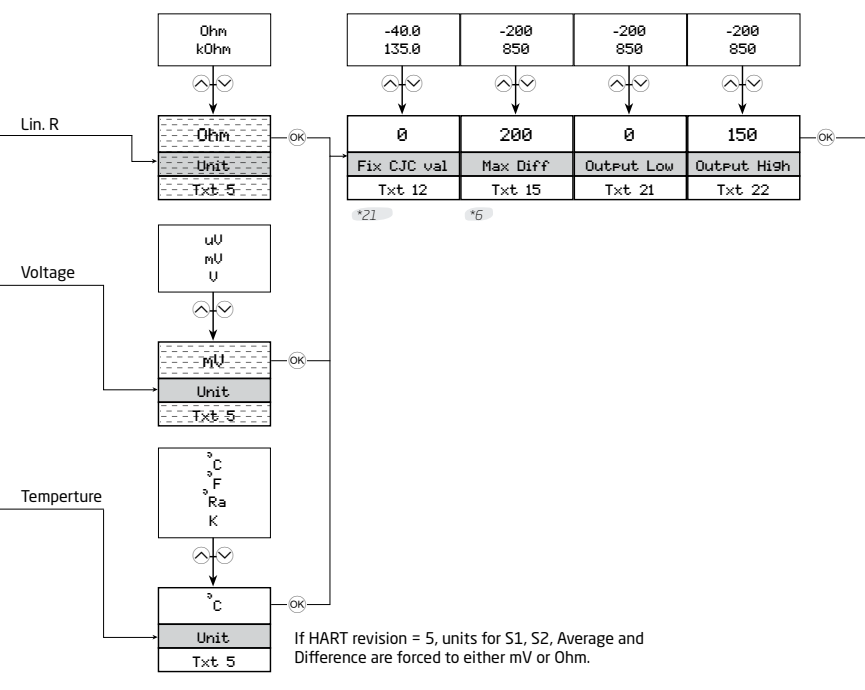 Ohm
kOhm
-40.0
135.0
-200
850
-200
850
-200
850
Lin. R
Ohm
Unit
Txt 5
OK
0
Fix CJC val
Txt 12
200
Max Diff
Txt 15
0
Output Low
Txt 21
150
Output High
Txt 22
OK
*21
*6
uV
mV
V
Voltage
mV
Unit
Txt 5
OK
°C
°F
°Ra
K
Temperture
°C
Unit
Txt 5
OK
If HART revision = 5, units for S1, S2, Average and
Difference are forced to either mV or Ohm.